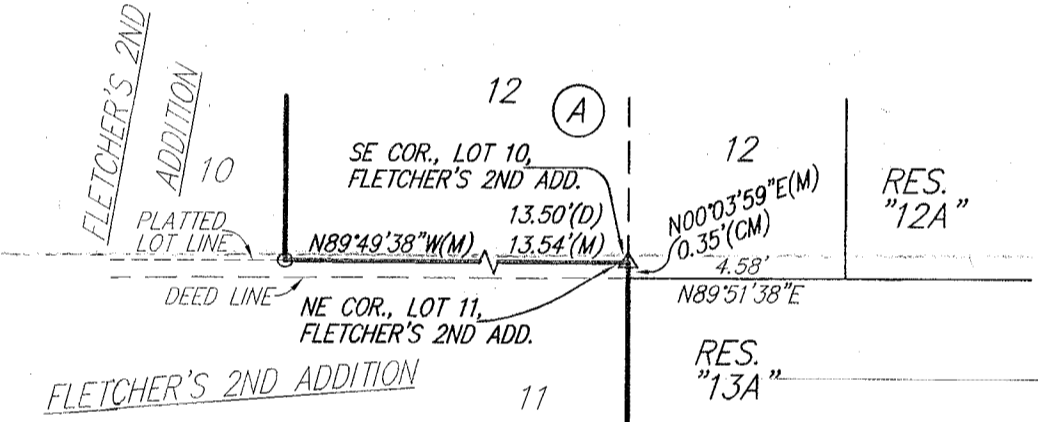 FLETCHER'S 2ND
ADDITION
10
12
A
SE COR., LOT 10,
FLETCHER'S 2ND ADD.
12
N00°03'59"E(M)
0.35'(CM)
RES.
"12A"
PLATTED
LOT LINE
N89°49'38"W(M)
13.50'(D)
13.54'(M)
4.58'
N89°51'38"E
DEED LINE
NE COR., LOT 11,
FLETCHER'S 2ND ADD.
RES.
"13A"
FLETCHER'S 2ND ADDITION
11